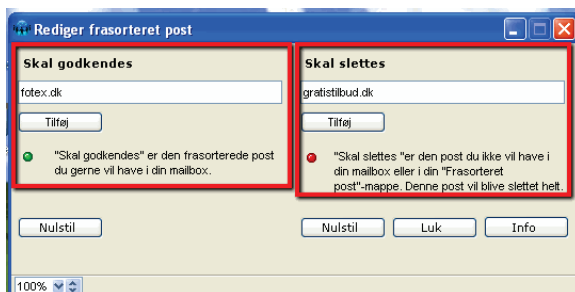 Rediger frasorteret post
Skal godkendes
fotex.dk
Tilføj
"Skal godkendes" er den frasorterede post
du gerne vil have i din mailbox.
Nulstil
Skal slettes
gratistilbud.dk
Tilføj
"Skal slettes "er den post du ikke vil have i
din mailbox eller i din "Frasorteret
post"-mappe. Denne post vil blive slettet helt.
Nulstil
Luk
Info
100%